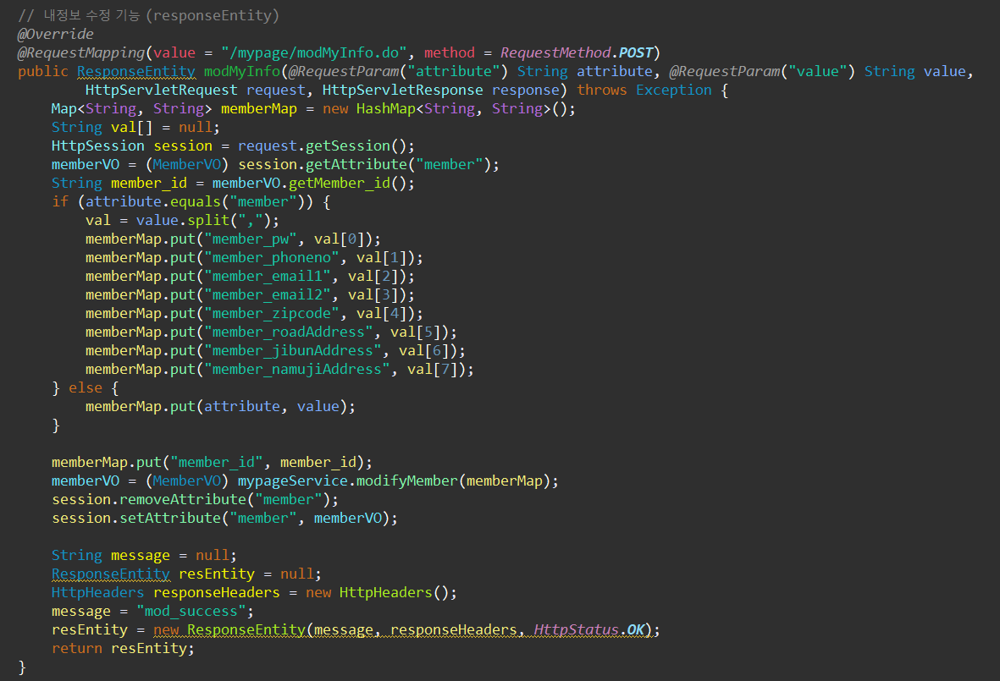 // 내정보 수정 기능 (responseEntity)
@Override
@RequestMapping(value = "/mypage/modMyInfo.do", method = RequestMethod.POST)
public ResponseEntity modMyInfo(@RequestParam("attribute") String attribute, @RequestParam("value") String value,
        HttpServletRequest request, HttpServletResponse response) throws Exception {
    Map<String, String> memberMap = new HashMap<String, String>();
    String val[] = null;
    HttpSession session = request.getSession();
    memberVO = (MemberVO) session.getAttribute("member");
    String member_id = memberVO.getMember_id();
    if (attribute.equals("member")) {
        val = value.split(",");
        memberMap.put("member_pw", val[0]);
        memberMap.put("member_phoneno", val[1]);
        memberMap.put("member_email1", val[2]);
        memberMap.put("member_email2", val[3]);
        memberMap.put("member_zipcode", val[4]);
        memberMap.put("member_roadAddress", val[5]);
        memberMap.put("member_jibunAddress", val[6]);
        memberMap.put("member_namujiAddress", val[7]);
    } else {
        memberMap.put(attribute, value);
    }

    memberMap.put("member_id", member_id);
    memberVO = (MemberVO) mypageService.modifyMember(memberMap);
    session.removeAttribute("member");
    session.setAttribute("member", memberVO);

    String message = null;
    ResponseEntity resEntity = null;
    HttpHeaders responseHeaders = new HttpHeaders();
    message = "mod_success";
    resEntity = new ResponseEntity(message, responseHeaders, HttpStatus.OK);
    return resEntity;
}